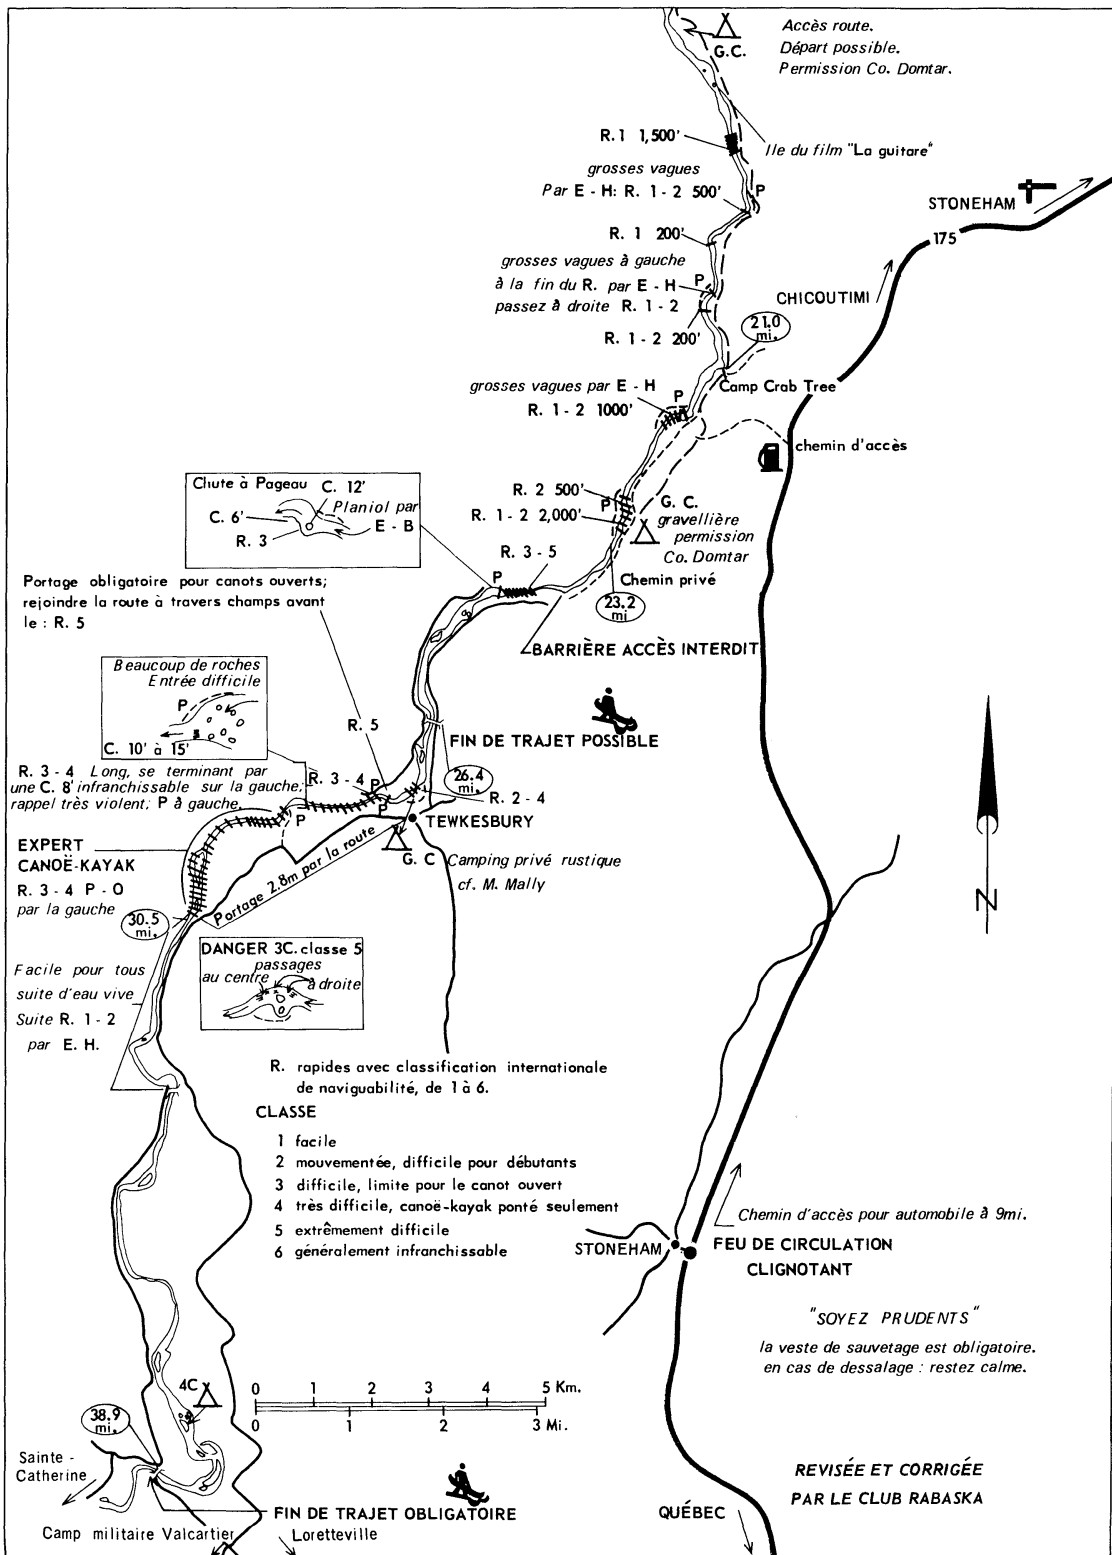 Accès route.
Départ possible.
Permission Co. Domtar.
G.C.
R.1 1,500'
Ile du film "La guitare"
grosses vagues
Par E - H: R. 1-2 500'
P
STONEHAM
175
R. 1 200'
grosses vagues à gauche
à la fin du R. par E - H
passez à droite R. 1 - 2
P
CHICOUTIMI
R. 1 - 2 200'
21.0
mi.
Camp Crab Tree
grosses vagues par E - H
R. 1 - 2 1000'
P
chemin d'accès
Chute à Pageau C. 12'
Planiol par
E - B
C. 6'
R. 3
R. 2 500'
R. 1 - 2 2,000'
P
G. C.
gravellière
permission
Co. Domtar
R. 3 - 5
P
Chemin privé
23.2
mi
Portage obligatoire pour canots ouverts;
rejoindre la route à travers champs avant
le : R. 5
BARRIÈRE ACCÈS INTERDIT
Beaucoup de roches
Entrée difficile
P
C. 10' à 15'
R. 5
FIN DE TRAJET POSSIBLE
R. 3 - 4 Long, se terminant par
une C. 8' infranchissable sur la gauche;
rappel très violent; P à gauche.
R. 3 - 4
P
P
P
26.4
mi.
R. 2 - 4
TEWKESBURY
EXPERT
CANOË-KAYAK
R. 3 - 4 P - O
par la gauche
Portage 2.8m par la route
G. C
Camping privé rustique
cf. M. Mally
30.5
mi.
N
DANGER 3C. classe 5
passages
au centre
à droite
Facile pour tous
suite d'eau vive
Suite R. 1 - 2
par E. H.
R. rapides avec classification internationale
de naviguabilité, de 1 à 6.
CLASSE
1 facile
2 mouvementée, difficile pour débutants
3 difficile, limite pour le canot ouvert
4 très difficile, canoë-kayak ponté seulement
5 extrêmement difficile
6 généralement infranchissable
Chemin d'accès pour automobile à 9mi.
STONEHAM
FEU DE CIRCULATION
CLIGNOTANT
"SOYEZ PRUDENTS"
la veste de sauvetage est obligatoire.
en cas de dessalage : restez calme.
4C
0 1 2 3 4 5 Km.
0 1 2 3 Mi.
38.9
mi.
Sainte -
Catherine
REVISÉE ET CORRIGÉE
PAR LE CLUB RABASKA
FIN DE TRAJET OBLIGATOIRE
QUÉBEC
Camp militaire Valcartier
Loretteville